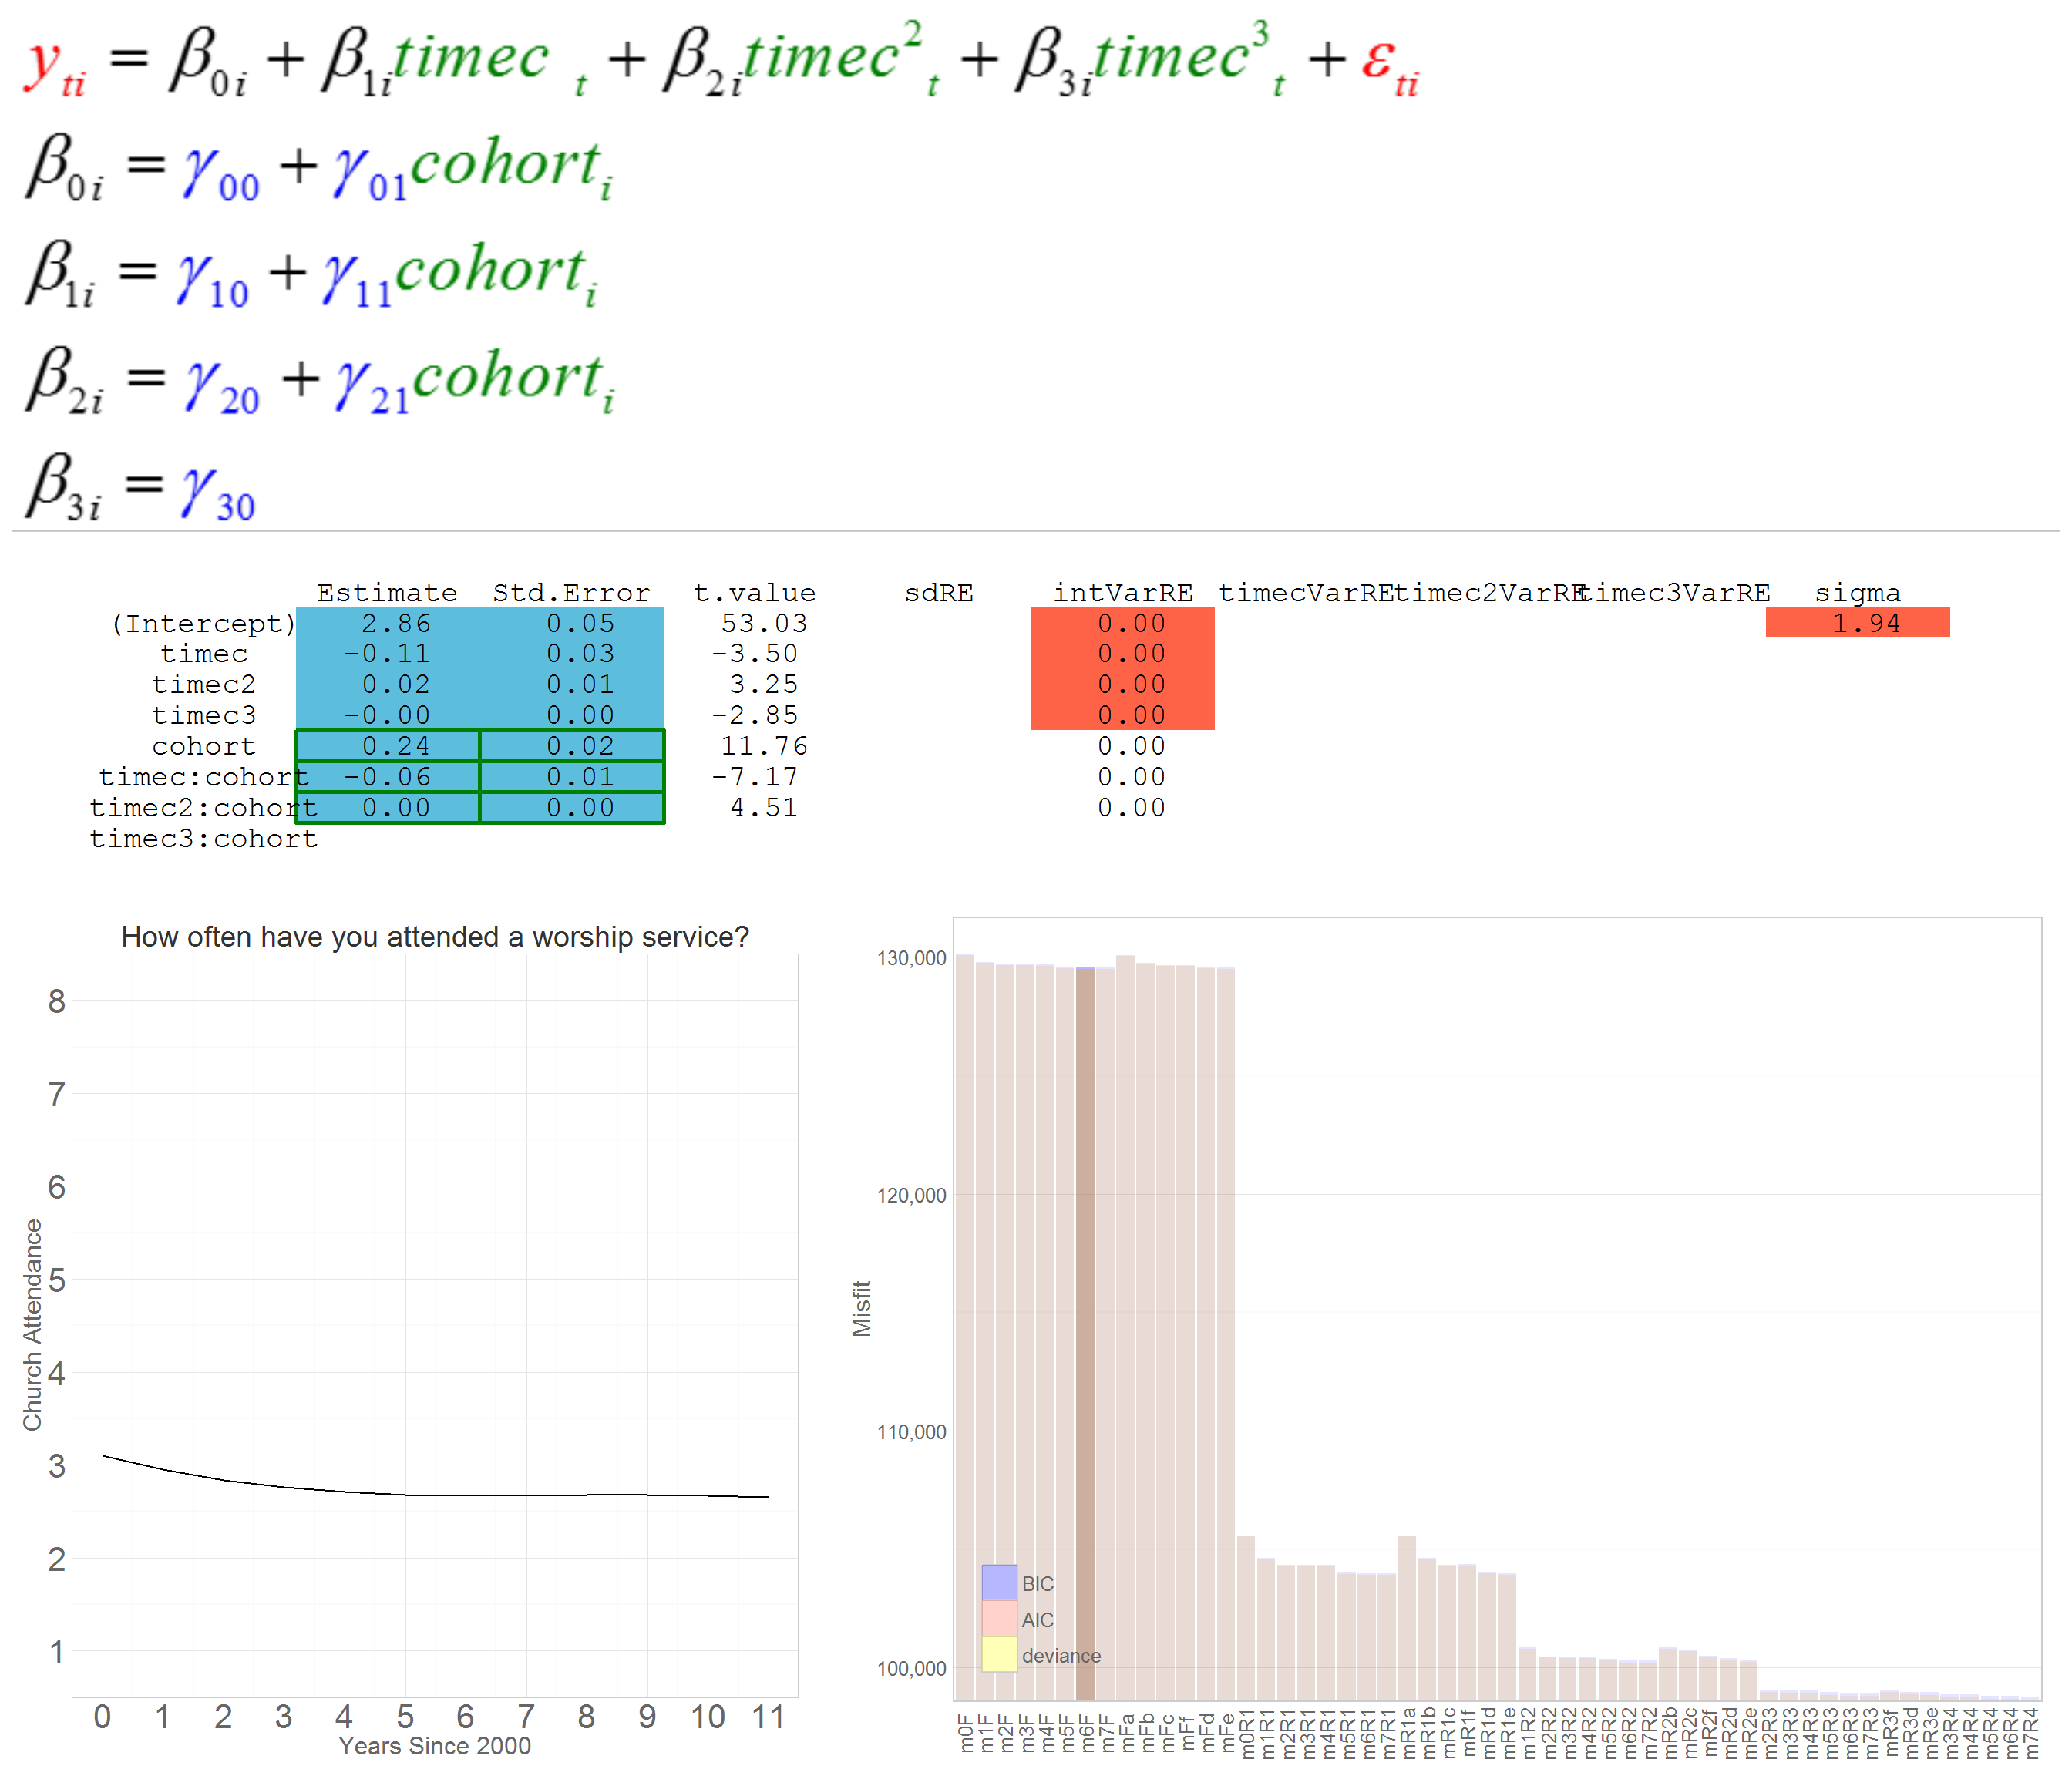 y_ti = β_0i + β_1i timec_t + β_2i timec²_t + β_3i timec³_t + ε_ti
β_0i = γ_00 + γ_01 cohort_i
β_1i = γ_10 + γ_11 cohort_i
β_2i = γ_20 + γ_21 cohort_i
β_3i = γ_30
Estimate Std.Error t.value sdRE intVarRE timecVarRE timec2VarRE timec3VarRE sigma
(Intercept) 2.86 0.05 53.03 0.00 1.94
timec -0.11 0.03 -3.50 0.00
timec2 0.02 0.01 3.25 0.00
timec3 -0.00 0.00 -2.85 0.00
cohort 0.24 0.02 11.76 0.00
timec:cohort -0.06 0.01 -7.17 0.00
timec2:cohort 0.00 0.00 4.51 0.00
timec3:cohort
How often have you attended a worship service?
Church Attendance
8
7
6
5
4
3
2
1
0 1 2 3 4 5 6 7 8 9 10 11
Years Since 2000
Misfit
130,000
120,000
110,000
100,000
BIC
AIC
deviance
m0F m1F m2F m3F m4F m5F m6F m7F mFa mFb mFc mFf mFd mFe m0R1 m1R1 m2R1 m3R1 m4R1 m5R1 m6R1 m7R1 mR1a mR1b mR1c mR1f mR1d mR1e m1R2 m2R2 m3R2 m4R2 m5R2 m6R2 m7R2 mR2b mR2c mR2f mR2d mR2e m2R3 m3R3 m4R3 m5R3 m6R3 m7R3 mR3f mR3d mR3e m3R4 m4R4 m5R4 m6R4 m7R4